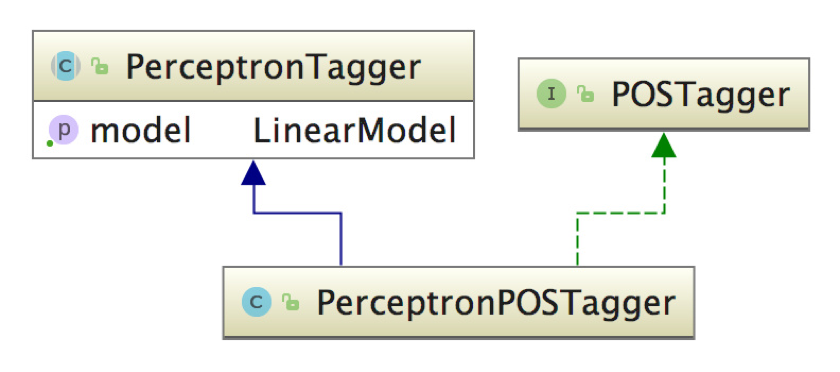 C PerceptronTagger
p model LinearModel
I POSTagger
C PerceptronPOSTagger